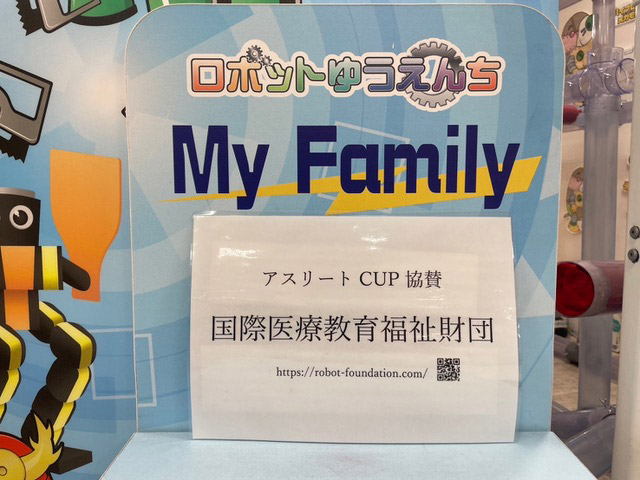 ロボットゆうえんち
My Family
アスリート CUP 協賛
国際医療教育福祉財団
https://robot-foundation.com/